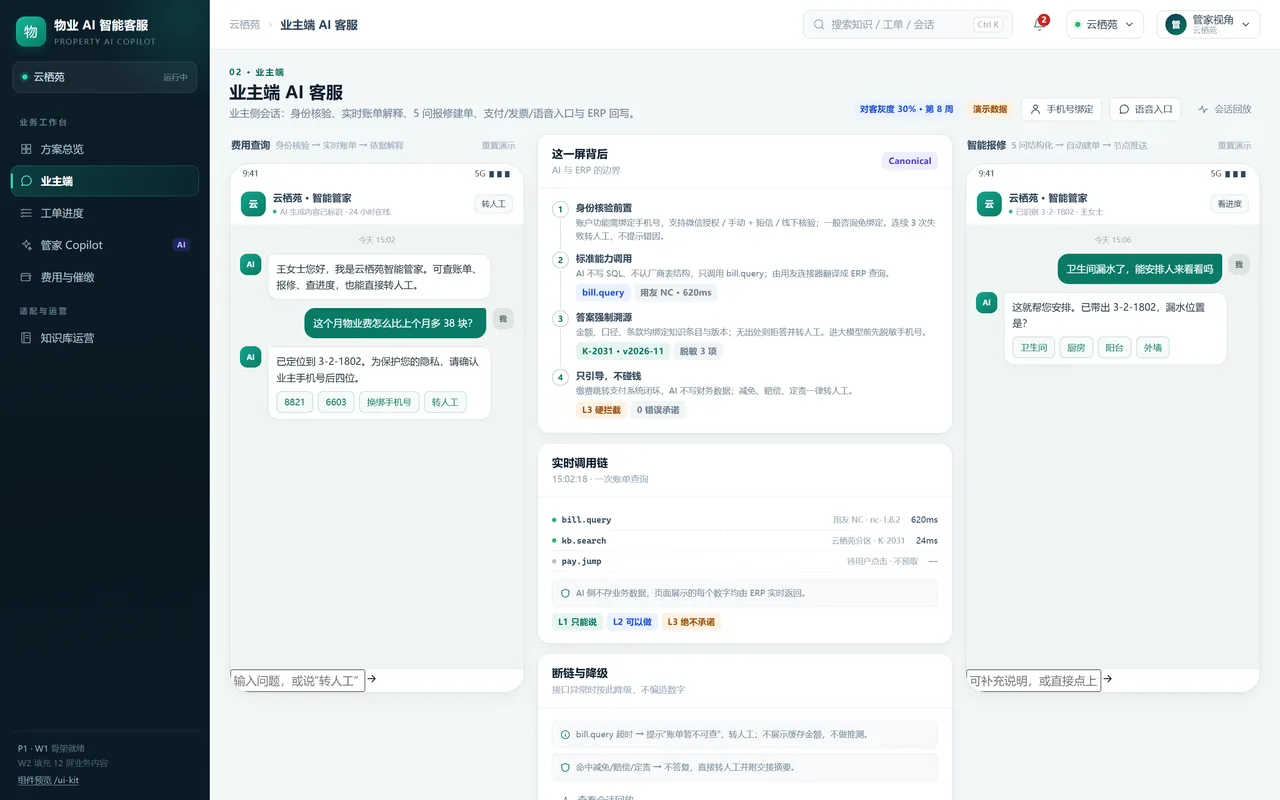 物
物业 AI 智能客服
PROPERTY AI COPILOT
云栖苑
运行中
业务工作台
方案总览
业主端
工单进度
管家 Copilot
AI
费用与催缴
适配与运营
知识库运营
P1 · W1 骨架就绪
W2 填充 12 屏业务内容
组件预览 /ui-kit
云栖苑 › 业主端 AI 客服
搜索知识 / 工单 / 会话
Ctrl K
2
云栖苑
管
管家视角
云栖苑
02 • 业主端
业主端 AI 客服
业主侧会话：身份核验、实时账单解释、5 问报修建单、支付/发票/语音入口与 ERP 回写。
对客灰度 30% • 第 8 周
演示数据
手机号绑定
语音入口
会话回放
费用查询 身份核验 → 实时账单 → 依据解释
重置演示
9:41
5G
云
云栖苑 • 智能管家
AI 生成内容已标识 · 24 小时在线
转人工
今天 15:02
AI
王女士您好，我是云栖苑智能管家。可查账单、
报修、查进度，也能直接转人工。
这个月物业费怎么比上个月多 38 块？
我
AI
已定位到 3-2-1802。为保护您的隐私，请确认
业主手机号后四位。
8821
6603
换绑手机号
转人工
输入问题，或说“转人工”
→
这一屏背后
AI 与 ERP 的边界
Canonical
1
身份核验前置
账户功能需绑定手机号，支持微信授权 / 手动 + 短信 / 线下核验；一般咨询免绑定。连续 3 次失
败转人工，不提示错因。
2
标准能力调用
AI 不写 SQL、不认厂商表结构，只调用 bill.query；由用友连接器翻译成 ERP 查询。
bill.query
用友 NC • 620ms
3
答案强制溯源
金额、口径、条款均绑定知识条目与版本；无出处则拒答并转人工。进大模型前先脱敏手机号。
K-2031 • v2026-11
脱敏 3 项
4
只引导，不碰钱
缴费跳转支付系统闭环，AI 不写财务数据；减免、赔偿、定责一律转人工。
L3 硬拦截
0 错误承诺
实时调用链
15:02:18 · 一次账单查询
bill.query
用友 NC · nc-1.8.2
620ms
kb.search
云栖苑分区 · K-2031
24ms
pay.jump
待用户点击 · 不预取
—
AI 侧不存业务数据，页面展示的每个数字均由 ERP 实时返回。
L1 只能说
L2 可以做
L3 绝不承诺
断链与降级
接口异常时按此降级，不编造数字
bill.query 超时 → 提示“账单暂不可查”，转人工；不展示缓存金额，不做推测。
命中减免/赔偿/定责 → 不答复，直接转人工并附交接摘要。
查看会话回放
智能报修 5 问结构化 → 自动建单 → 节点推送
重置演示
9:41
5G
云
云栖苑 • 智能管家
已识别 3-2-1802 · 王女士
看进度
今天 15:06
卫生间漏水了，能安排人来看看吗
我
AI
这就帮您安排。已带出 3-2-1802，漏水位置
是？
卫生间
厨房
阳台
外墙
可补充说明，或直接点上
→